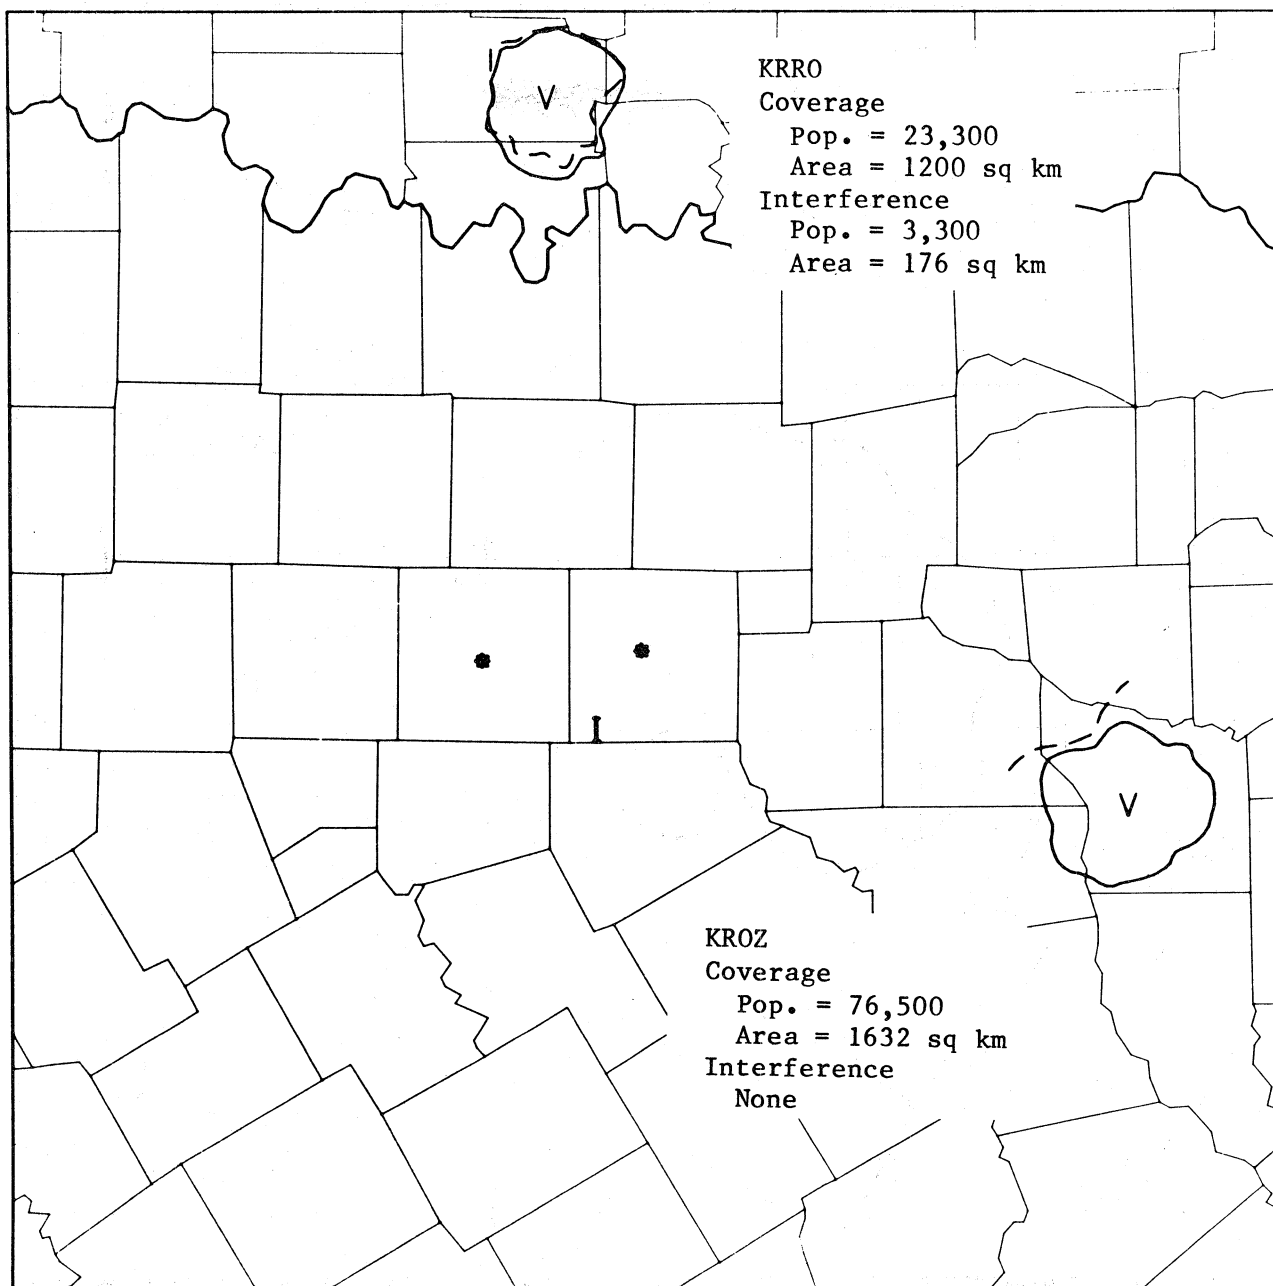 V
KRRO
Coverage
Pop. = 23,300
Area = 1200 sq km
Interference
Pop. = 3,300
Area = 176 sq km
V
KROZ
Coverage
Pop. = 76,500
Area = 1632 sq km
Interference
None